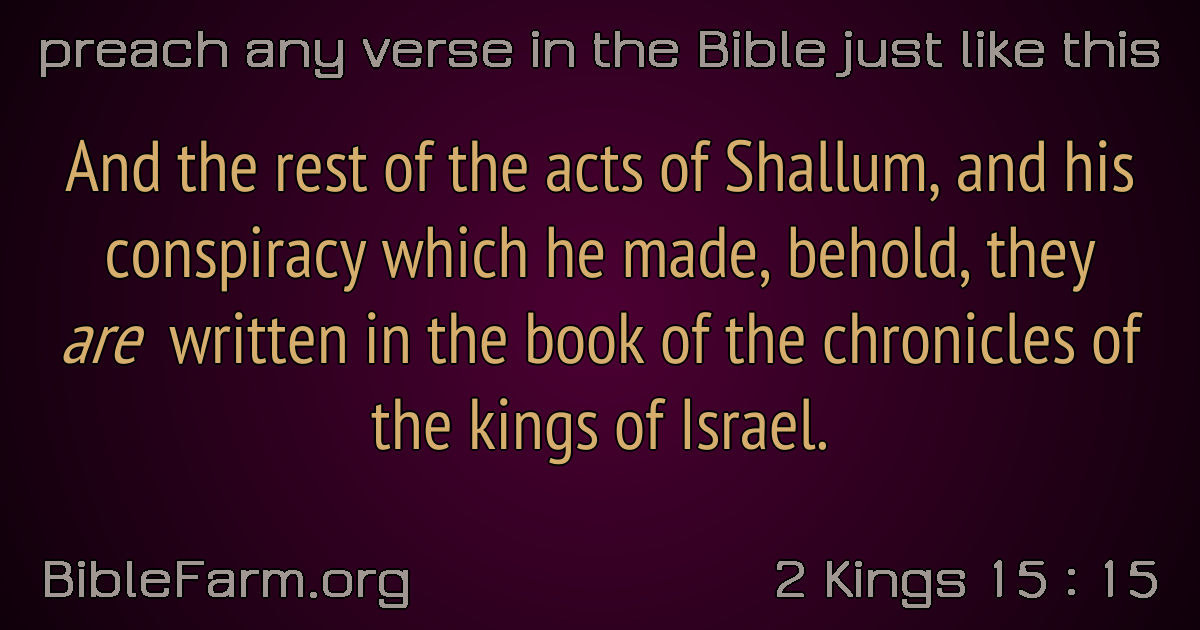 preach any verse in the Bible just like this
And the rest of the acts of Shallum, and his
conspiracy which he made, behold, they
are written in the book of the chronicles of
the kings of Israel.
BibleFarm.org
2 Kings 15 : 15